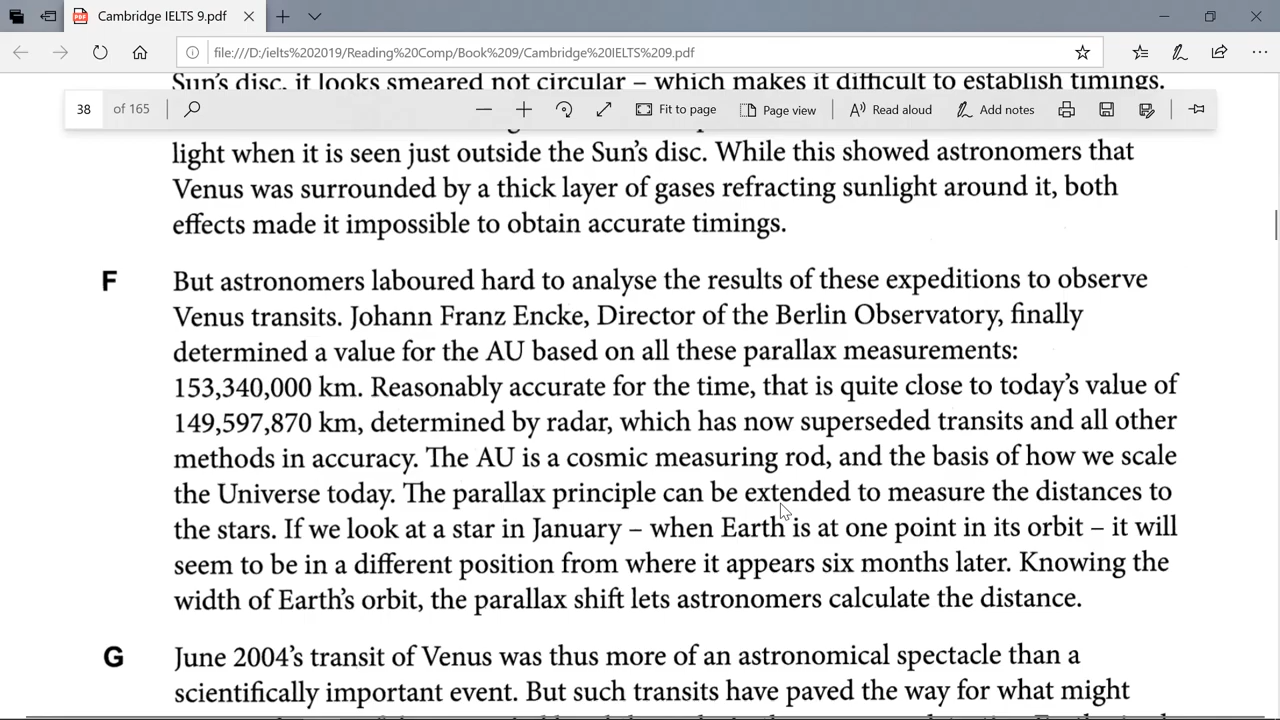 Cambridge IELTS 9.pdf
file:///D:/ielts%202019/Reading%20Comp/Book%209/Cambridge%20IELTS%209.pdf
Sun's disc, it looks smeared not circular – which makes it difficult to establish timings.
38 of 165 Fit to page Page view Read aloud Add notes
light when it is seen just outside the Sun's disc. While this showed astronomers that
Venus was surrounded by a thick layer of gases refracting sunlight around it, both
effects made it impossible to obtain accurate timings.
F But astronomers laboured hard to analyse the results of these expeditions to observe
Venus transits. Johann Franz Encke, Director of the Berlin Observatory, finally
determined a value for the AU based on all these parallax measurements:
153,340,000 km. Reasonably accurate for the time, that is quite close to today's value of
149,597,870 km, determined by radar, which has now superseded transits and all other
methods in accuracy. The AU is a cosmic measuring rod, and the basis of how we scale
the Universe today. The parallax principle can be extended to measure the distances to
the stars. If we look at a star in January – when Earth is at one point in its orbit – it will
seem to be in a different position from where it appears six months later. Knowing the
width of Earth's orbit, the parallax shift lets astronomers calculate the distance.
G June 2004's transit of Venus was thus more of an astronomical spectacle than a
scientifically important event. But such transits have paved the way for what might